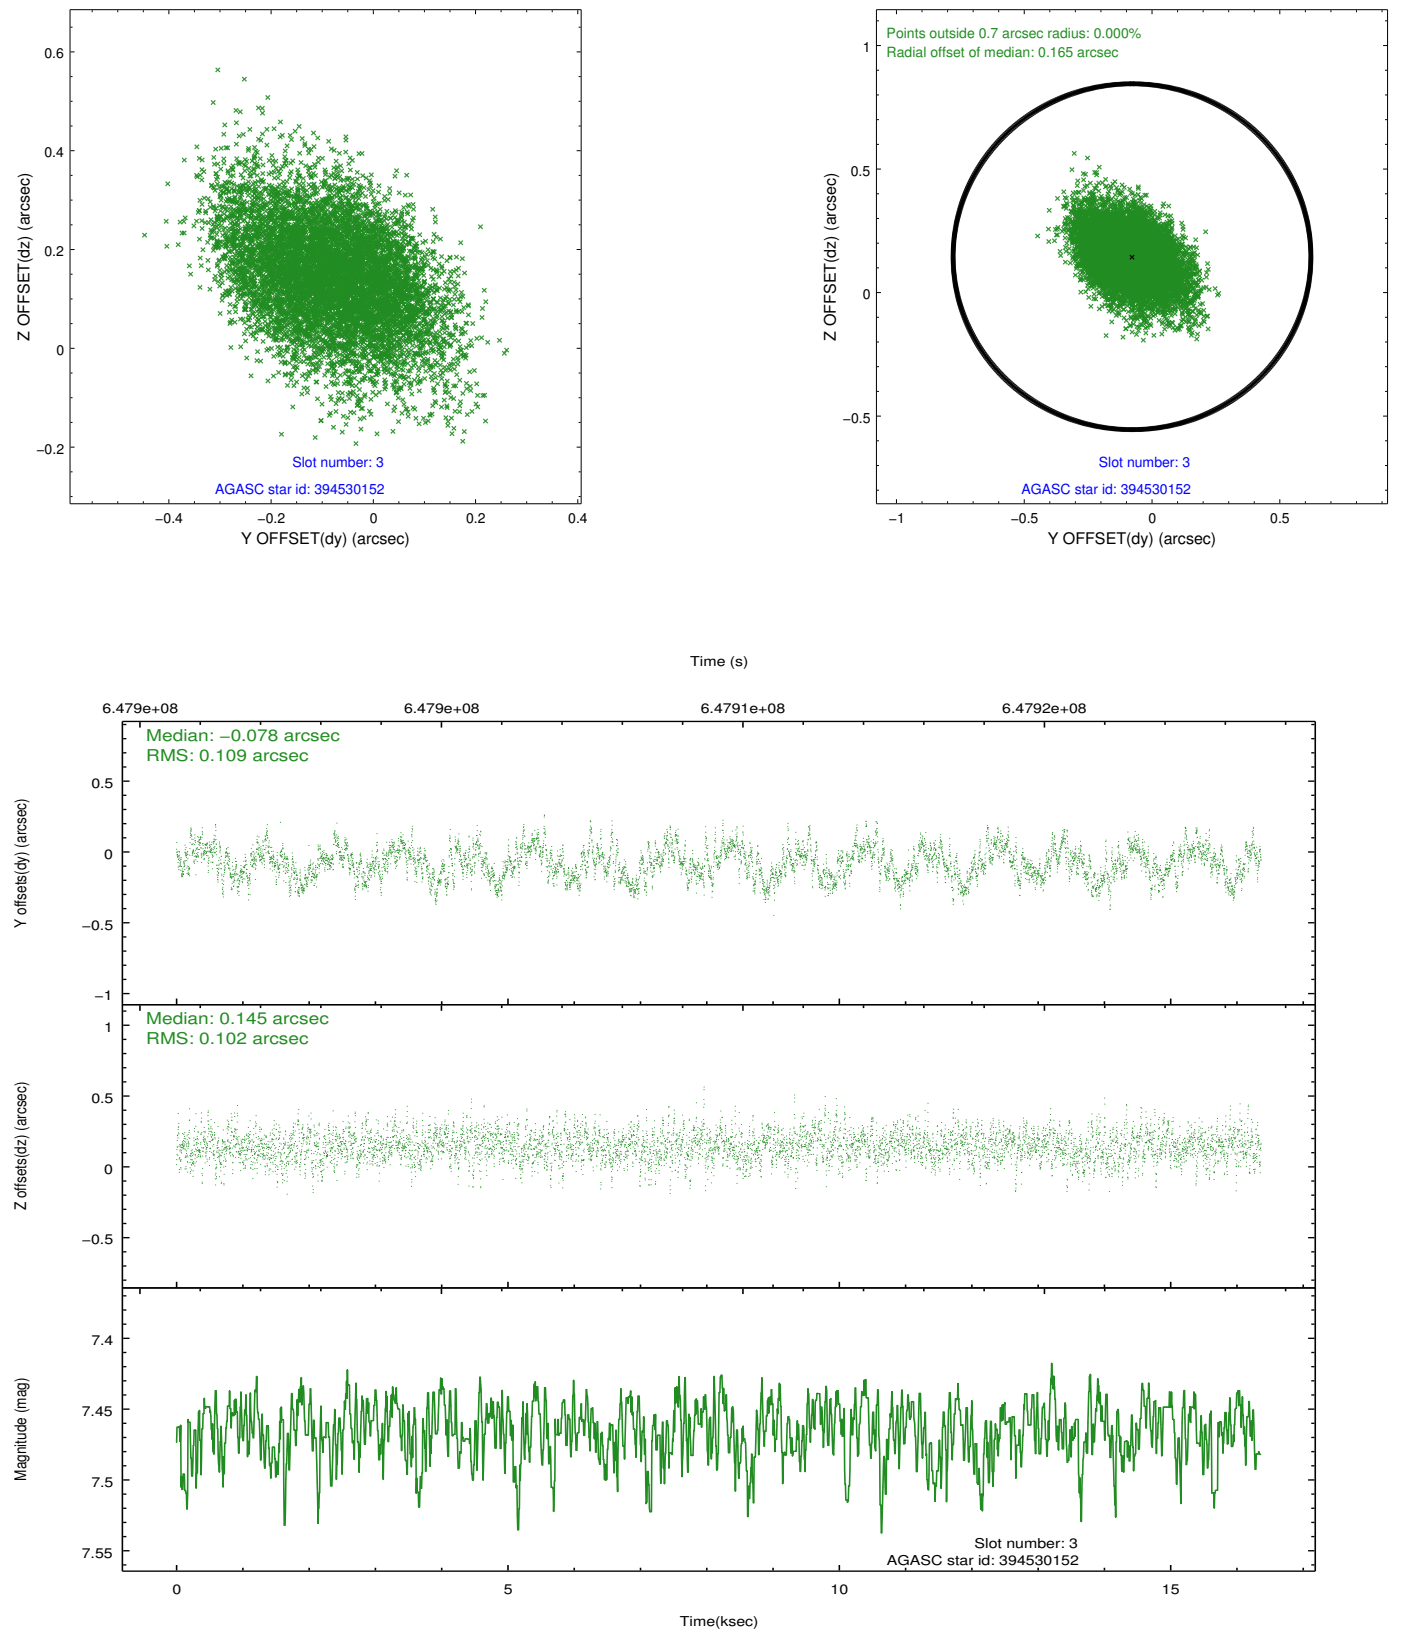 0.6
0.4
0.2
0
−0.2
Z OFFSET(dz) (arcsec)
Slot number: 3
AGASC star id: 394530152
−0.4
−0.2
0
0.2
0.4
Y OFFSET(dy) (arcsec)
Points outside 0.7 arcsec radius: 0.000%
Radial offset of median: 0.165 arcsec
1
0.5
0
−0.5
Z OFFSET(dz) (arcsec)
Slot number: 3
AGASC star id: 394530152
−1
−0.5
0
0.5
Y OFFSET(dy) (arcsec)
Time (s)
6.479e+08
6.479e+08
6.4791e+08
6.4792e+08
Median: −0.078 arcsec
RMS: 0.109 arcsec
0.5
0
−0.5
−1
Y offsets(dy) (arcsec)
Median: 0.145 arcsec
RMS: 0.102 arcsec
1
0.5
0
−0.5
Z offsets(dz) (arcsec)
7.4
7.45
7.5
7.55
Magnitude (mag)
Slot number: 3
AGASC star id: 394530152
0
5
10
15
Time(ksec)